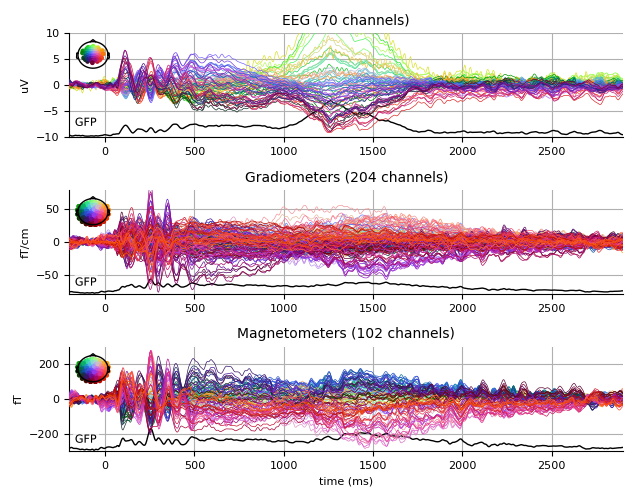 EEG (70 channels)
10
5
0
−5
−10
uV
GFP
0 500 1000 1500 2000 2500
Gradiometers (204 channels)
50
0
−50
fT/cm
GFP
0 500 1000 1500 2000 2500
Magnetometers (102 channels)
200
0
−200
fT
GFP
0 500 1000 1500 2000 2500
time (ms)